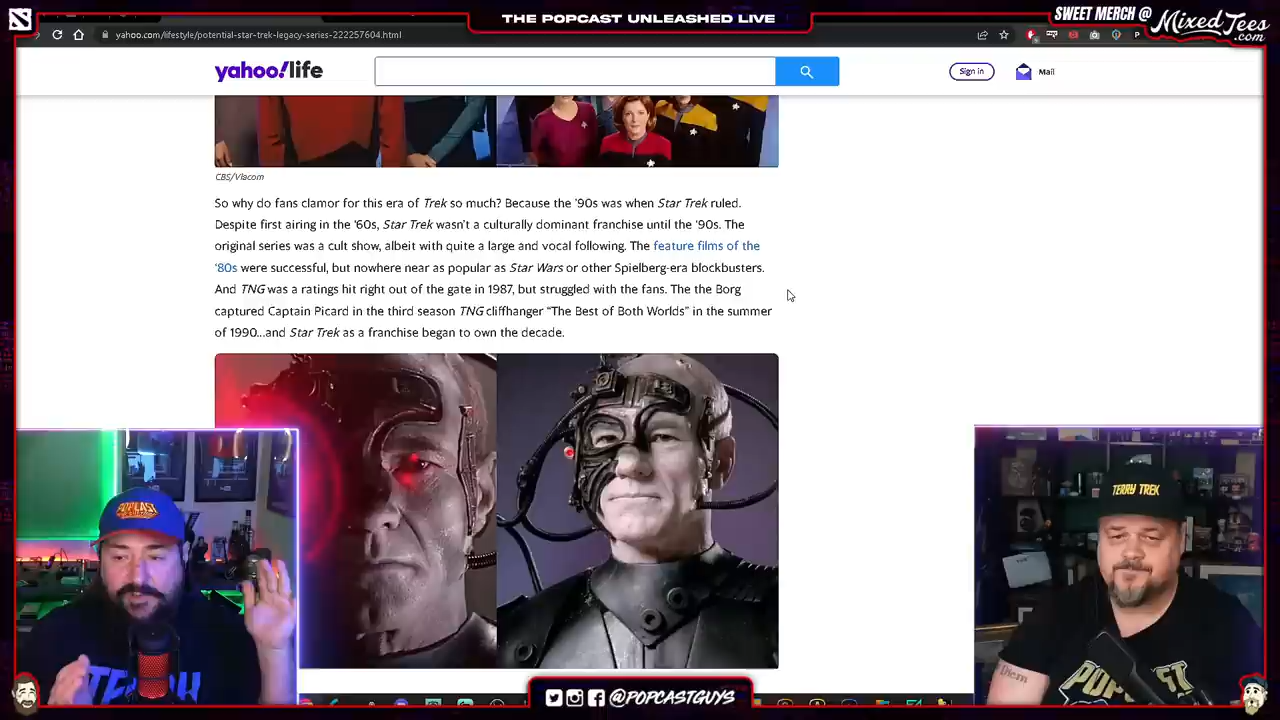 THE POPCAST UNLEASHED LIVE
SWEET MERCH @ MixedTees.com
yahoo.com/lifestyle/potential-star-trek-legacy-series-222257604.html
yahoo!life
Sign in
Mail
CBS/Viacom
So why do fans clamor for this era of Trek so much? Because the '90s was when Star Trek ruled.
Despite first airing in the '60s, Star Trek wasn't a culturally dominant franchise until the '90s. The
original series was a cult show, albeit with quite a large and vocal following. The feature films of the
'80s were successful, but nowhere near as popular as Star Wars or other Spielberg-era blockbusters.
And TNG was a ratings hit right out of the gate in 1987, but struggled with the fans. The the Borg
captured Captain Picard in the third season TNG cliffhanger “The Best of Both Worlds” in the summer
of 1990...and Star Trek as a franchise began to own the decade.
POPCAST
TERRY TREK
POPCAST
@POPCASTGUYS